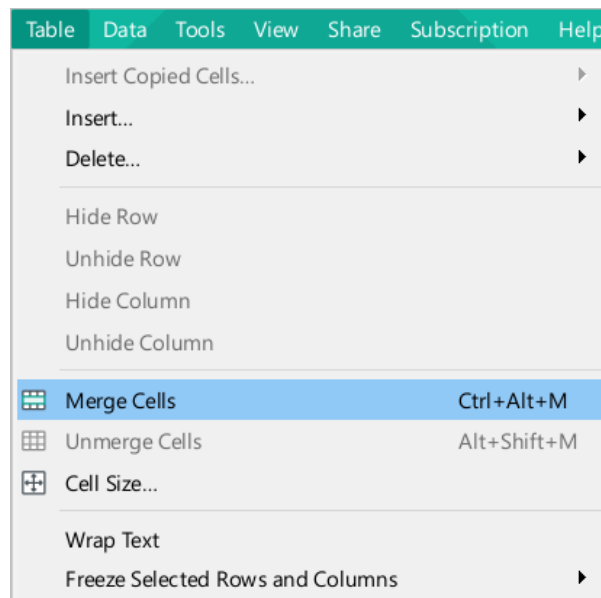 Table Data Tools View Share Subscription Help
Insert Copied Cells...
Insert...
Delete...
Hide Row
Unhide Row
Hide Column
Unhide Column
Merge Cells Ctrl+Alt+M
Unmerge Cells Alt+Shift+M
Cell Size...
Wrap Text
Freeze Selected Rows and Columns